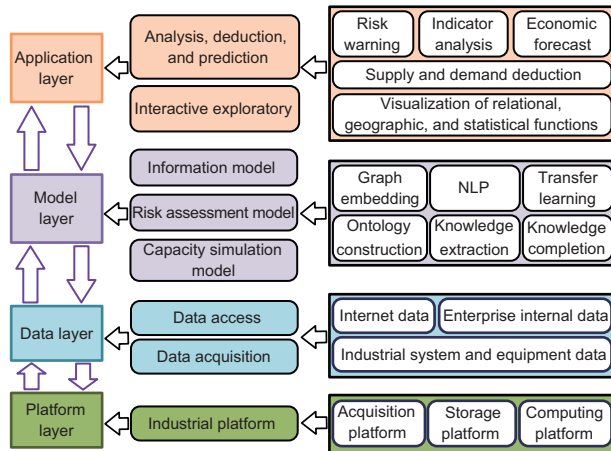 Application
layer
Analysis, deduction,
and prediction
Interactive exploratory
Risk
warning
Indicator
analysis
Economic
forecast
Supply and demand deduction
Visualization of relational,
geographic, and statistical functions
Model
layer
Information model
Risk assessment model
Capacity simulation
model
Graph
embedding
NLP
Transfer
learning
Ontology
construction
Knowledge
extraction
Knowledge
completion
Data layer
Data access
Data acquisition
Internet data
Enterprise internal data
Industrial system and equipment data
Platform
layer
Industrial platform
Acquisition
platform
Storage
platform
Computing
platform